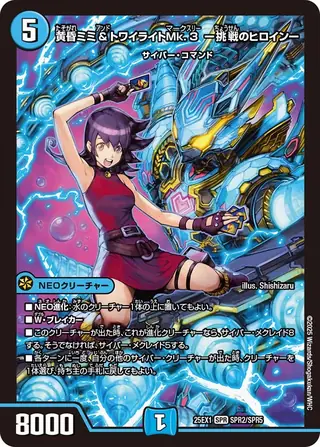 5
黄昏ミミ&トワイライトMk.3 ー挑戦のヒロインー
サイバー・コマンド
NEOクリーチャー
illus. Shishizaru
■NEO進化:水のクリーチャー1体の上に置いてもよい。
■W・ブレイカー
■このクリーチャーが出た時、これが進化クリーチャーなら、サイバー・メクレイド8
する。そうでなければ、サイバー・メクレイド5する。
■各ターンに一度、自分の他のサイバー・クリーチャーが出た時、クリーチャーを
1体選び、持ち主の手札に戻してもよい。
8000
25EX1 SPR SPR2/SPR5